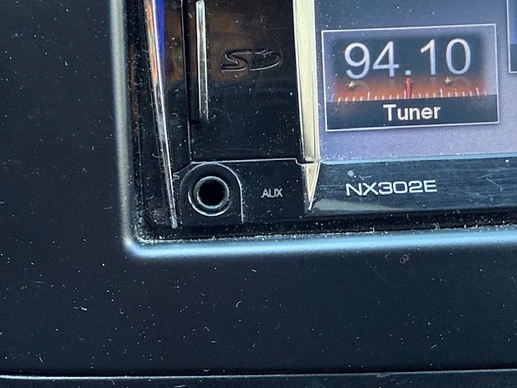 SD
94.10
Tuner
AUX
NX302E